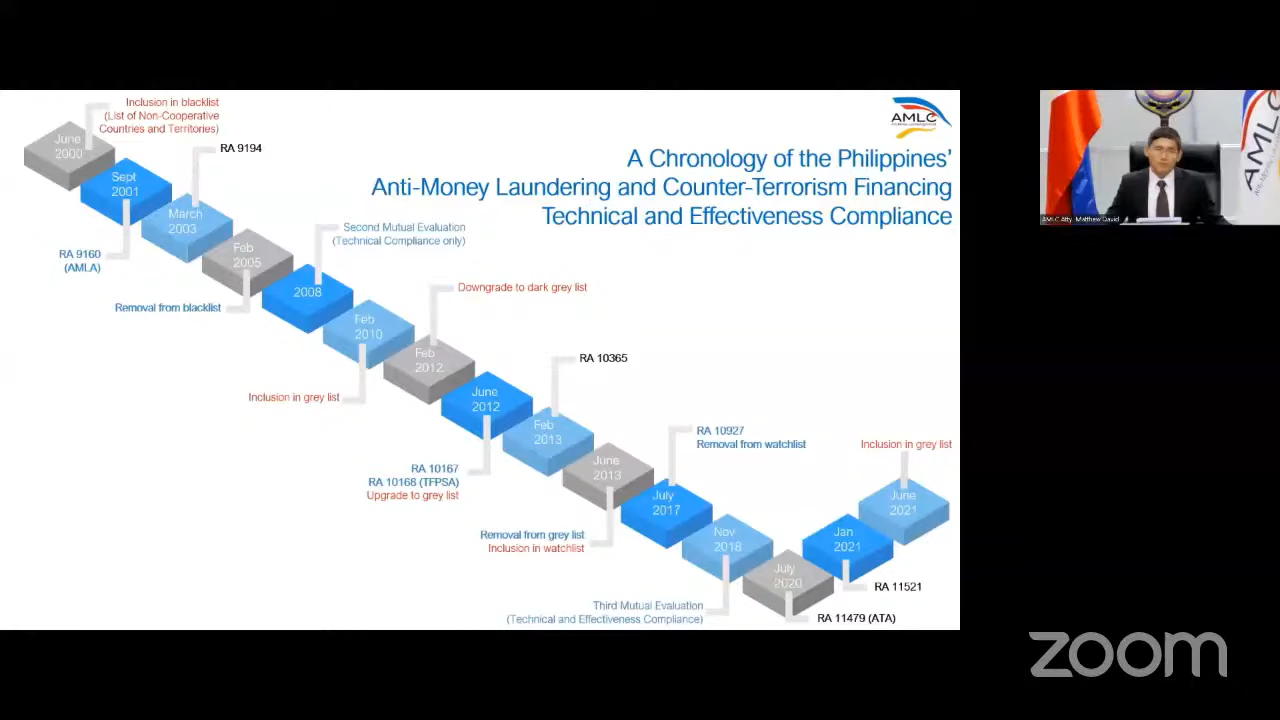 Inclusion in blacklist
(List of Non-Cooperative
Countries and Territories)
June
2000
RA 9194
AMLC
A Chronology of the Philippines'
Anti-Money Laundering and Counter-Terrorism Financing
Technical and Effectiveness Compliance
Sept
2001
March
2003
RA 9160
(AMLA)
Feb
2005
Second Mutual Evaluation
(Technical Compliance only)
2008
Removal from blacklist
Downgrade to dark grey list
Feb
2010
Feb
2012
RA 10365
Inclusion in grey list
June
2012
Feb
2013
RA 10167
RA 10168 (TFPSA)
Upgrade to grey list
June
2013
RA 10927
Removal from watchlist
Inclusion in grey list
July
2017
June
2021
Removal from grey list
Inclusion in watchlist
Nov
2018
Jan
2021
July
2020
RA 11521
Third Mutual Evaluation
(Technical and Effectiveness Compliance)
RA 11479 (ATA)
AMLC
AMLC Atty. Matthew David
zoom